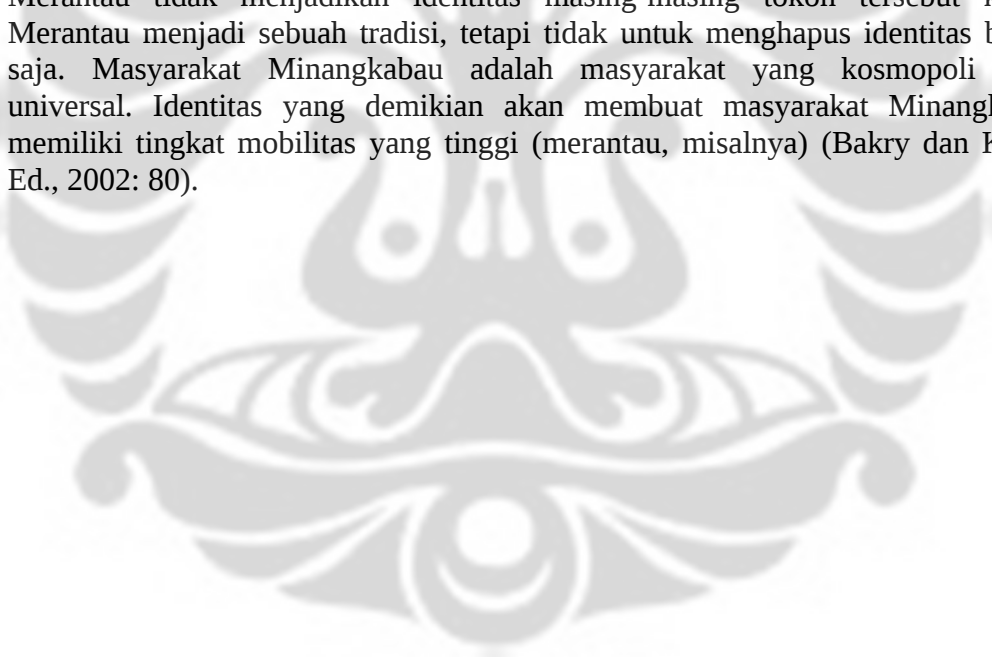 Merantau tidak menjadikan identitas masing-masing tokoh tersebut
Merantau menjadi sebuah tradisi, tetapi tidak untuk menghapus identitas
saja. Masyarakat Minangkabau adalah masyarakat yang kosmopoli
universal. Identitas yang demikian akan membuat masyarakat
memiliki tingkat mobilitas yang tinggi (merantau, misalnya) (Bakry dan
Ed., 2002: 80).